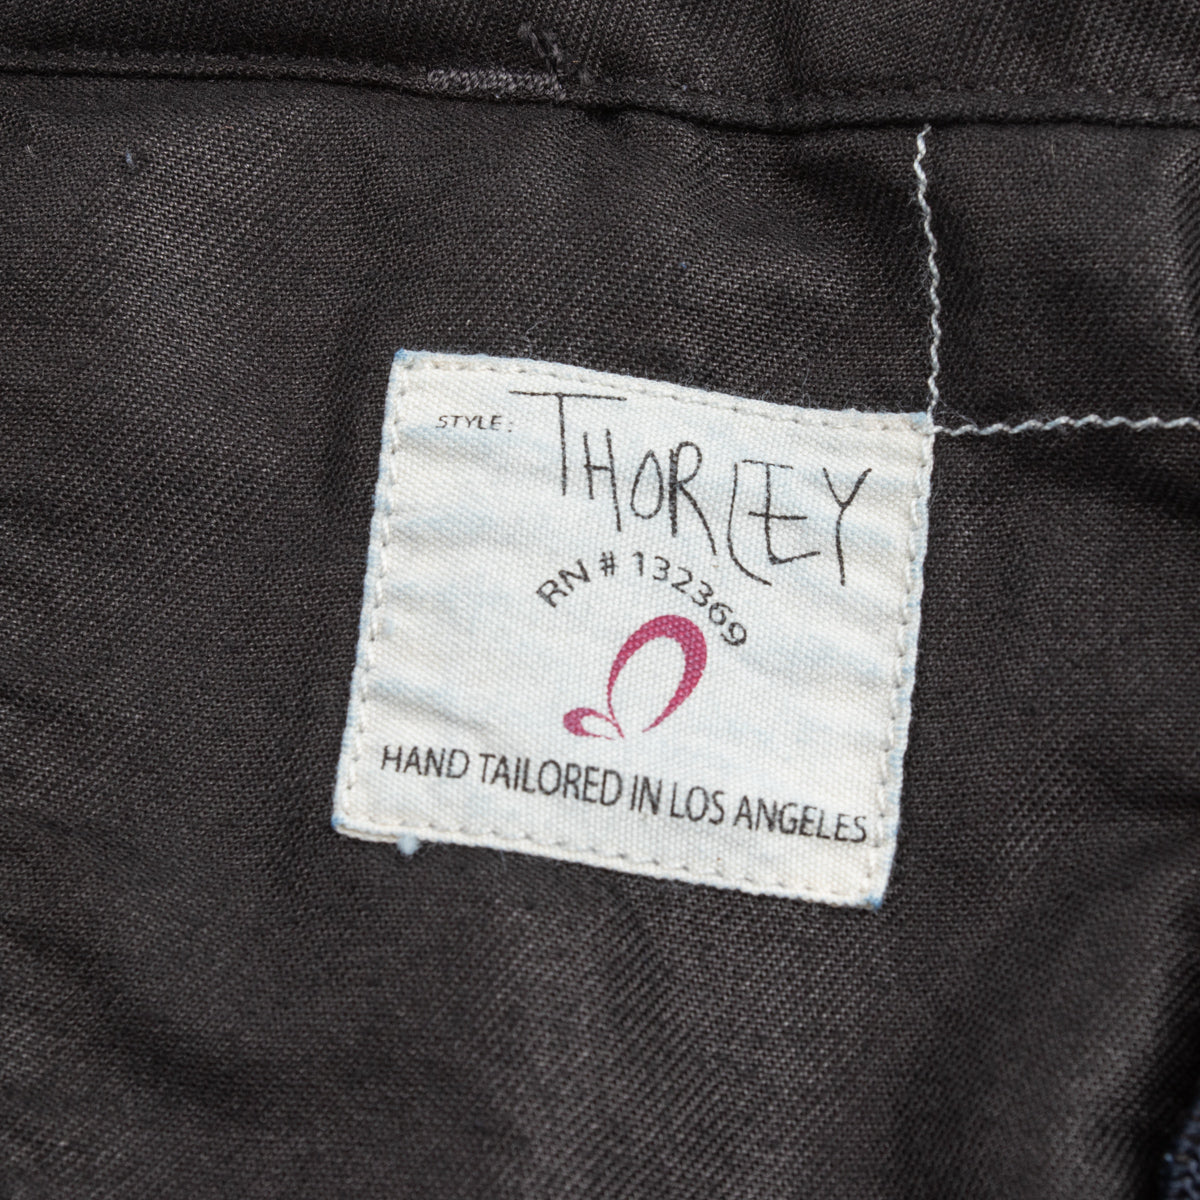 STYLE: THORLEY
RN # 132369
HAND TAILORED IN LOS ANGELES